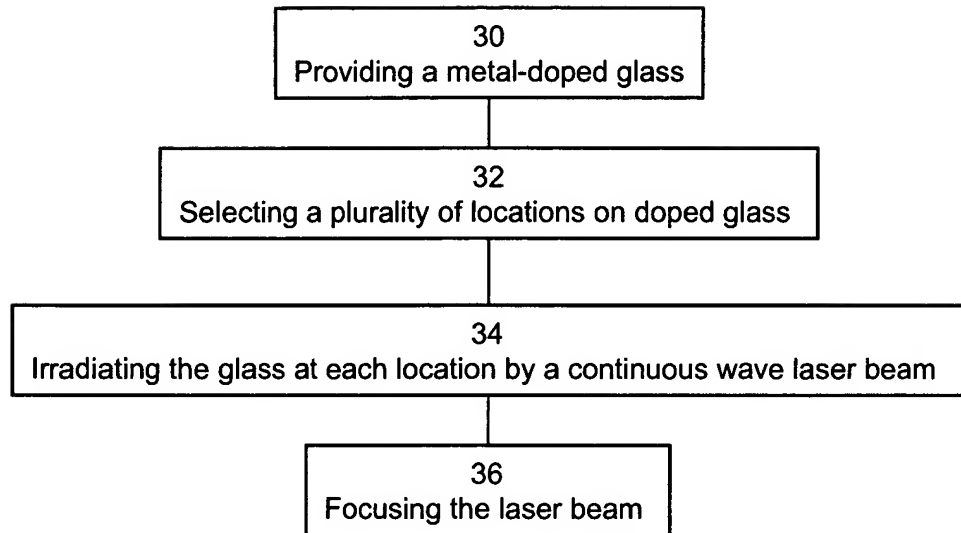 30
Providing a metal-doped glass
32
Selecting a plurality of locations on doped glass
34
Irradiating the glass at each location by a continuous wave laser beam
36
Focusing the laser beam